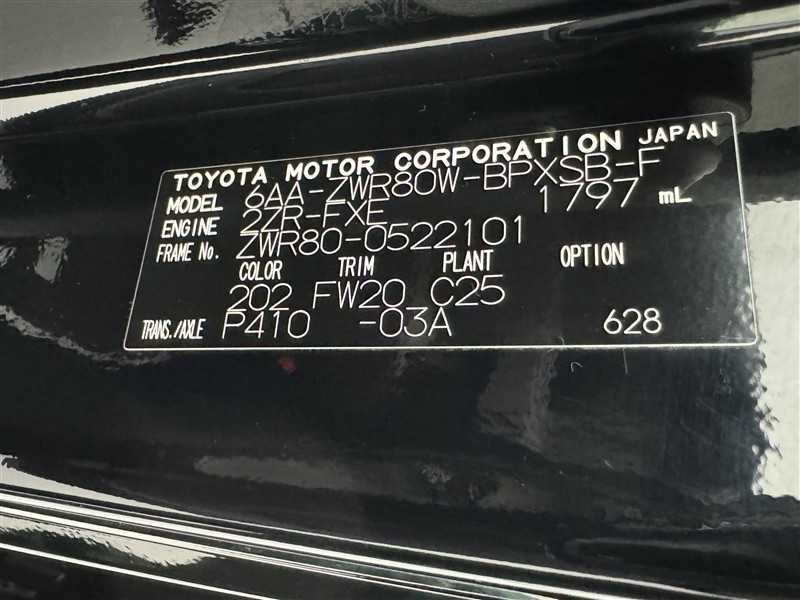 TOYOTA MOTOR CORPORATION JAPAN
MODEL 6AA-ZWR80W-BPXSB-F
ENGINE 2ZR-FXE 1797 mL
FRAME No. ZWR80-0522101
COLOR TRIM PLANT OPTION
202 FW20 C25
TRANS./AXLE P410 -03A 628